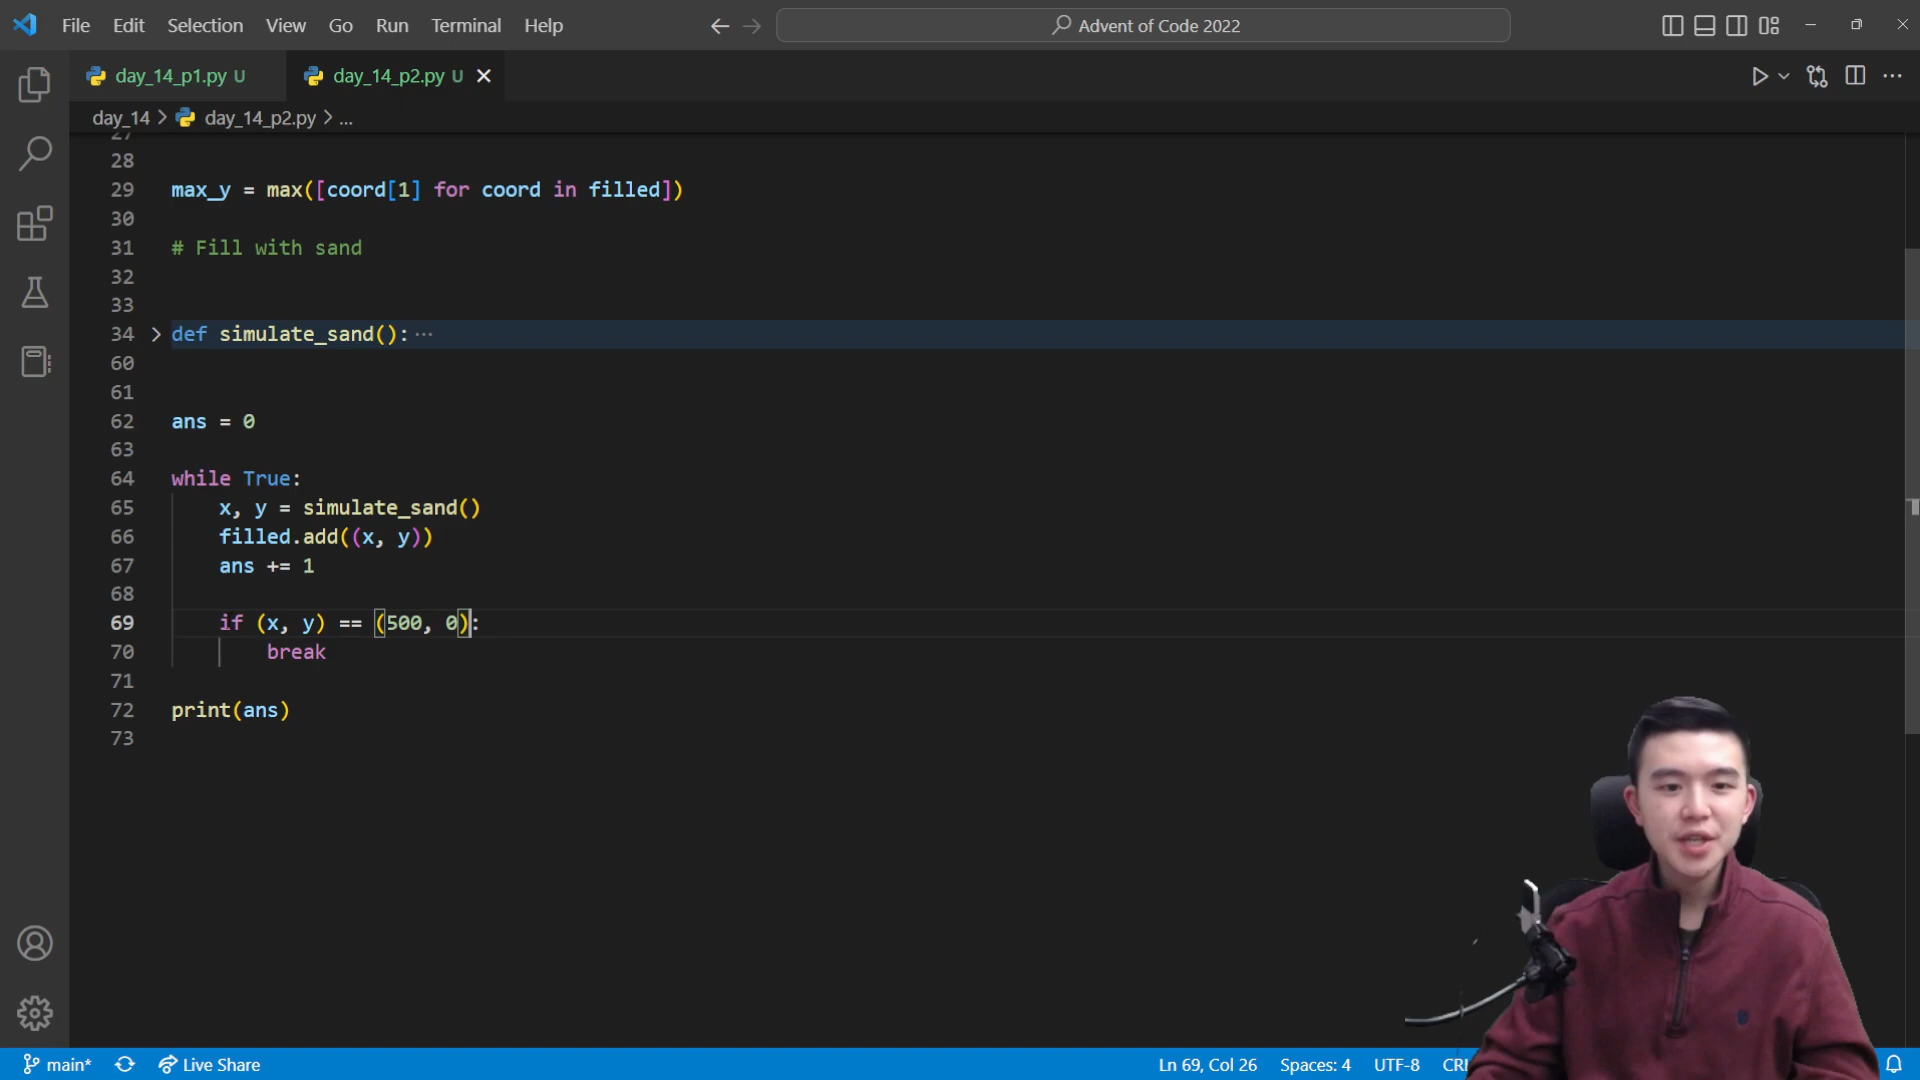 File Edit Selection View Go Run Terminal Help Advent of Code 2022
day_14_p1.py U day_14_p2.py U
day_14 > day_14_p2.py > ...
27
28
29 max_y = max([coord[1] for coord in filled])
30
31 # Fill with sand
32
33
34 def simulate_sand(): ...
60
61
62 ans = 0
63
64 while True:
65 x, y = simulate_sand()
66 filled.add((x, y))
67 ans += 1
68
69 if (x, y) == (500, 0):
70 break
71
72 print(ans)
73
main* Live Share Ln 69, Col 26 Spaces: 4 UTF-8